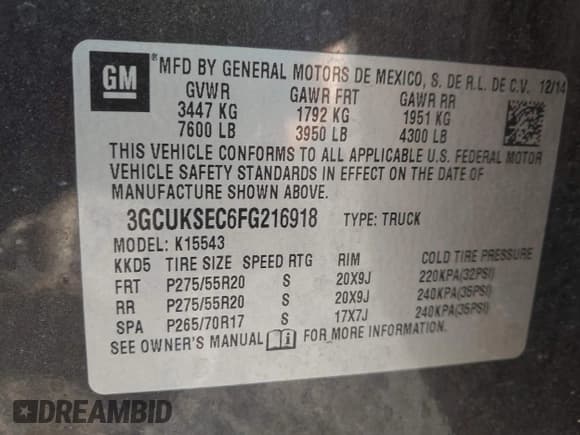 GM
®MFD BY GENERAL MOTORS DE MEXICO, S. DE R.L. DE C.V. 12/14
GVWR GAWR FRT GAWR RR
3447 KG 1792 KG 1951 KG
7600 LB 3950 LB 4300 LB
THIS VEHICLE CONFORMS TO ALL APPLICABLE U.S. FEDERAL MOTOR
VEHICLE SAFETY STANDARDS IN EFFECT ON THE DATE OF
MANUFACTURE SHOWN ABOVE.
3GCUKSEC6FG216918 TYPE: TRUCK
MODEL: K15543
KKD5 TIRE SIZE SPEED RTG RIM COLD TIRE PRESSURE
FRT P275/55R20 S 20X9J 220KPA(32PSI)
RR P275/55R20 S 20X9J 240KPA(35PSI)
SPA P265/70R17 S 17X7J 240KPA(35PSI)
SEE OWNER'S MANUAL i FOR MORE INFORMATION.
DREAMBID